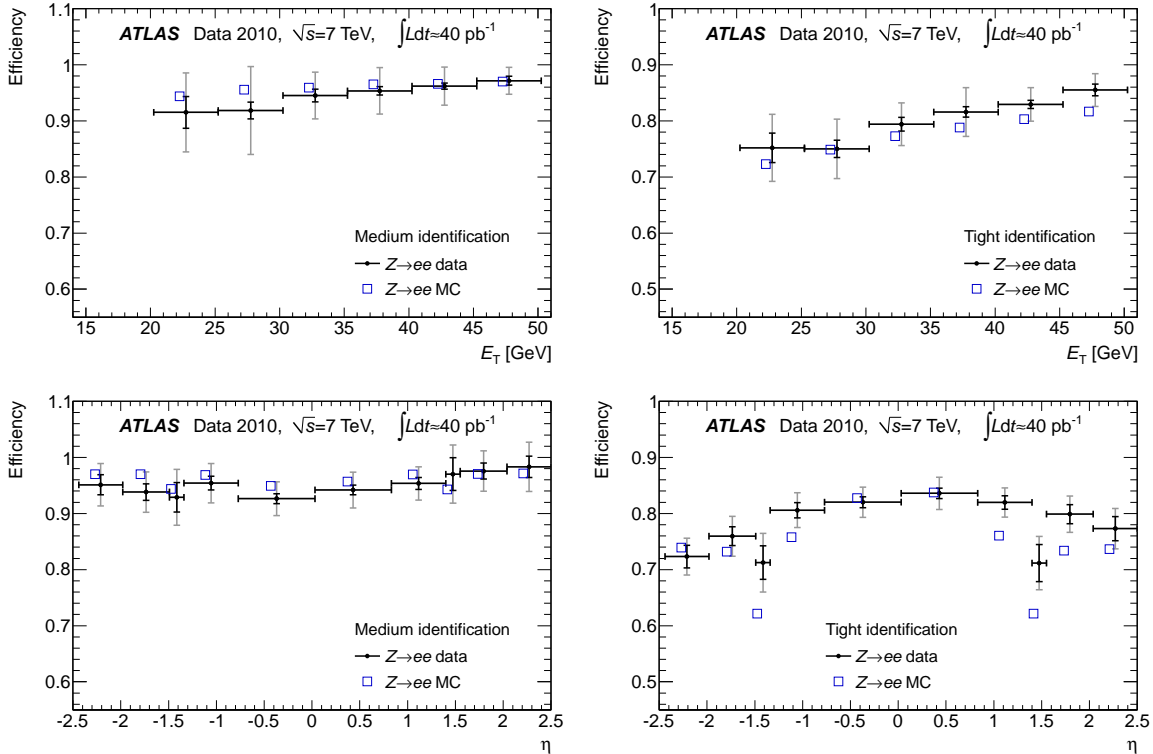 Efficiency
ATLAS Data 2010, √s=7 TeV, ∫Ldt≈40 pb⁻¹
1.1
1
0.9
0.8
0.7
0.6
Medium identification
Z→ee data
Z→ee MC
15 20 25 30 35 40 45 50
E_T [GeV]
Efficiency
ATLAS Data 2010, √s=7 TeV, ∫Ldt≈40 pb⁻¹
1
0.9
0.8
0.7
0.6
0.5
Tight identification
Z→ee data
Z→ee MC
15 20 25 30 35 40 45 50
E_T [GeV]
Efficiency
ATLAS Data 2010, √s=7 TeV, ∫Ldt≈40 pb⁻¹
1.1
1
0.9
0.8
0.7
0.6
Medium identification
Z→ee data
Z→ee MC
-2.5 -2 -1.5 -1 -0.5 0 0.5 1 1.5 2 2.5
η
Efficiency
ATLAS Data 2010, √s=7 TeV, ∫Ldt≈40 pb⁻¹
1
0.9
0.8
0.7
0.6
0.5
Tight identification
Z→ee data
Z→ee MC
-2.5 -2 -1.5 -1 -0.5 0 0.5 1 1.5 2 2.5
η